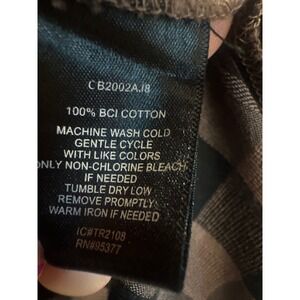 CB2002AJ8
100% BCI COTTON
MACHINE WASH COLD
GENTLE CYCLE
WITH LIKE COLORS
ONLY NON-CHLORINE BLEACH
IF NEEDED
TUMBLE DRY LOW
REMOVE PROMPTLY
WARM IRON IF NEEDED
IC#TR2108
RN#95377